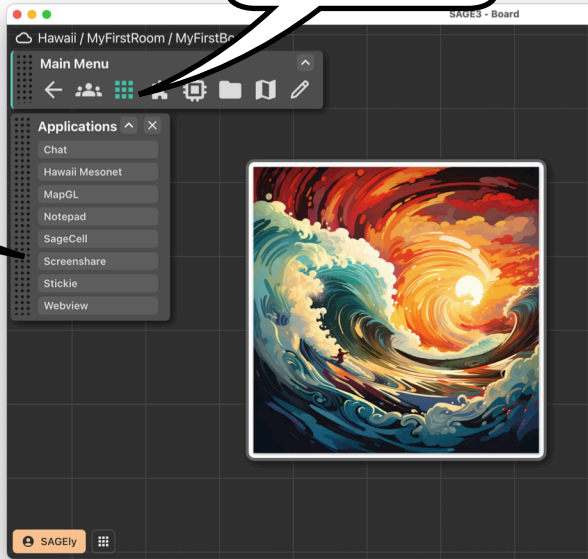 SAGE3 - Board
Hawaii / MyFirstRoom / MyFirstBo
Main Menu
Applications
Chat
Hawaii Mesonet
MapGL
Notepad
SageCell
Screenshare
Stickie
Webview
SAGEly